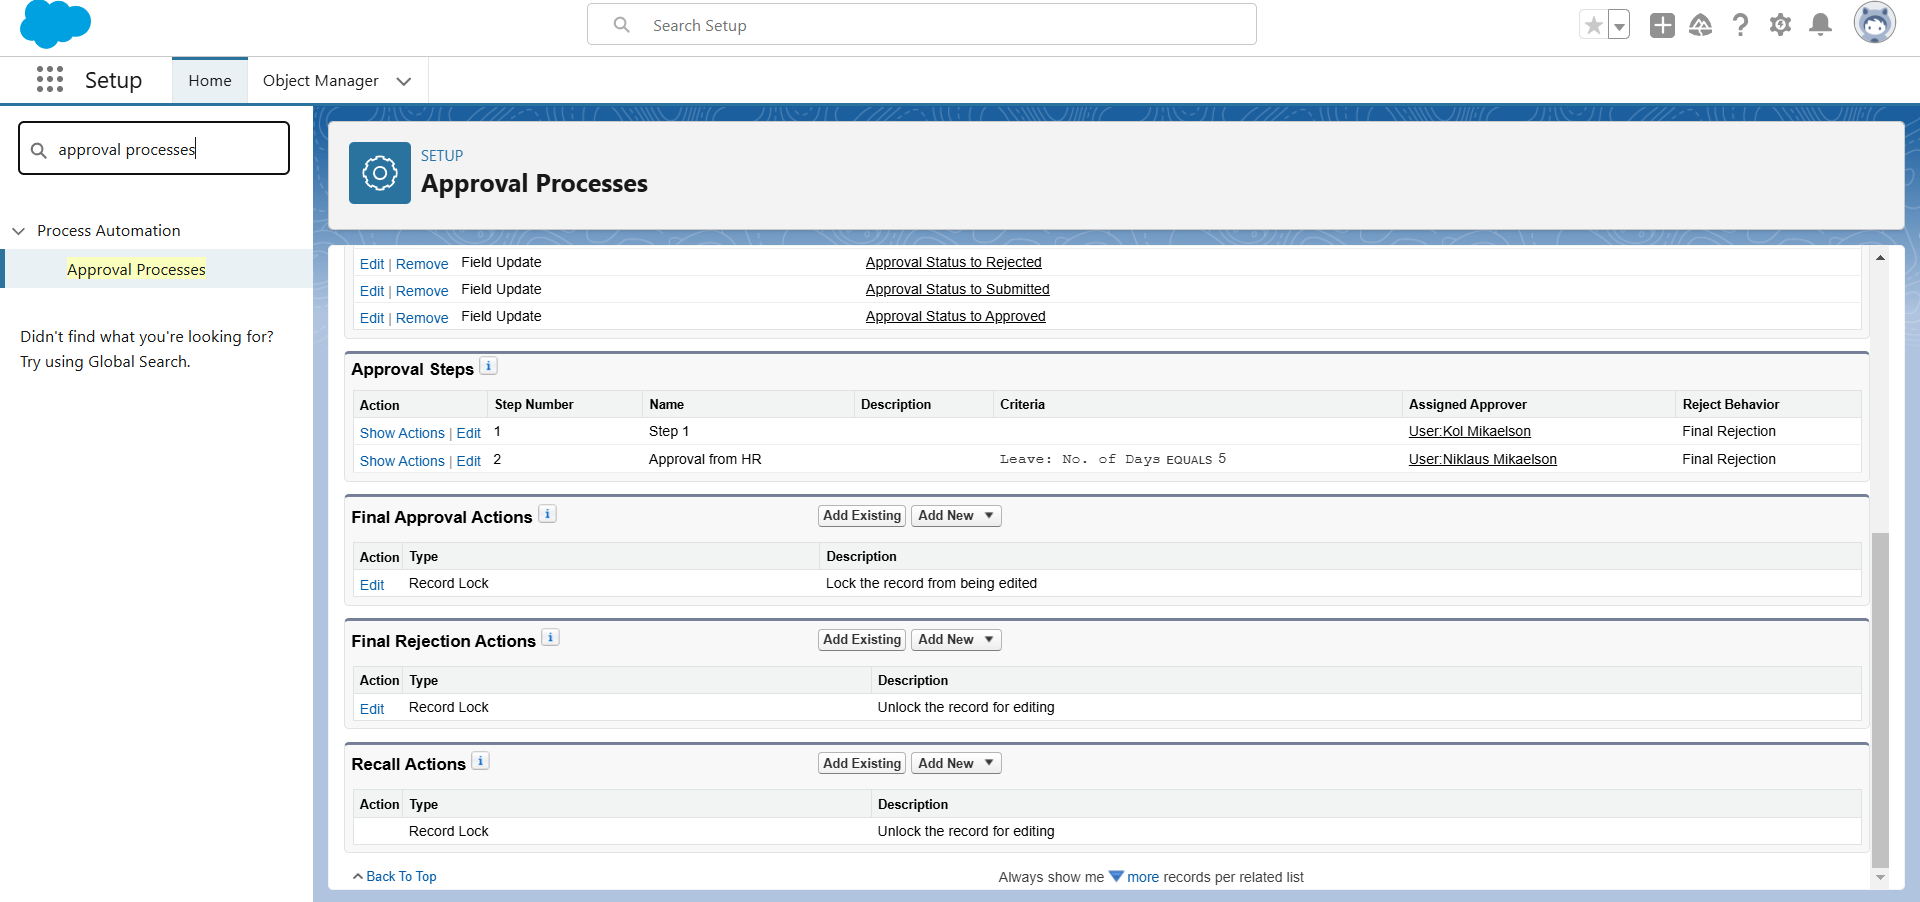 Search Setup
Setup
Home
Object Manager
approval processes
Process Automation
Approval Processes
Didn't find what you're looking for?
Try using Global Search.
SETUP
Approval Processes
Edit | Remove Field Update Approval Status to Rejected
Edit | Remove Field Update Approval Status to Submitted
Edit | Remove Field Update Approval Status to Approved
Approval Steps i
Action Step Number Name Description Criteria Assigned Approver Reject Behavior
Show Actions | Edit 1 Step 1 User:Kol Mikaelson Final Rejection
Show Actions | Edit 2 Approval from HR Leave: No. of Days EQUALS 5 User:Niklaus Mikaelson Final Rejection
Final Approval Actions i Add Existing Add New
Action Type Description
Edit Record Lock Lock the record from being edited
Final Rejection Actions i Add Existing Add New
Action Type Description
Edit Record Lock Unlock the record for editing
Recall Actions i Add Existing Add New
Action Type Description
Record Lock Unlock the record for editing
Back To Top Always show me more records per related list